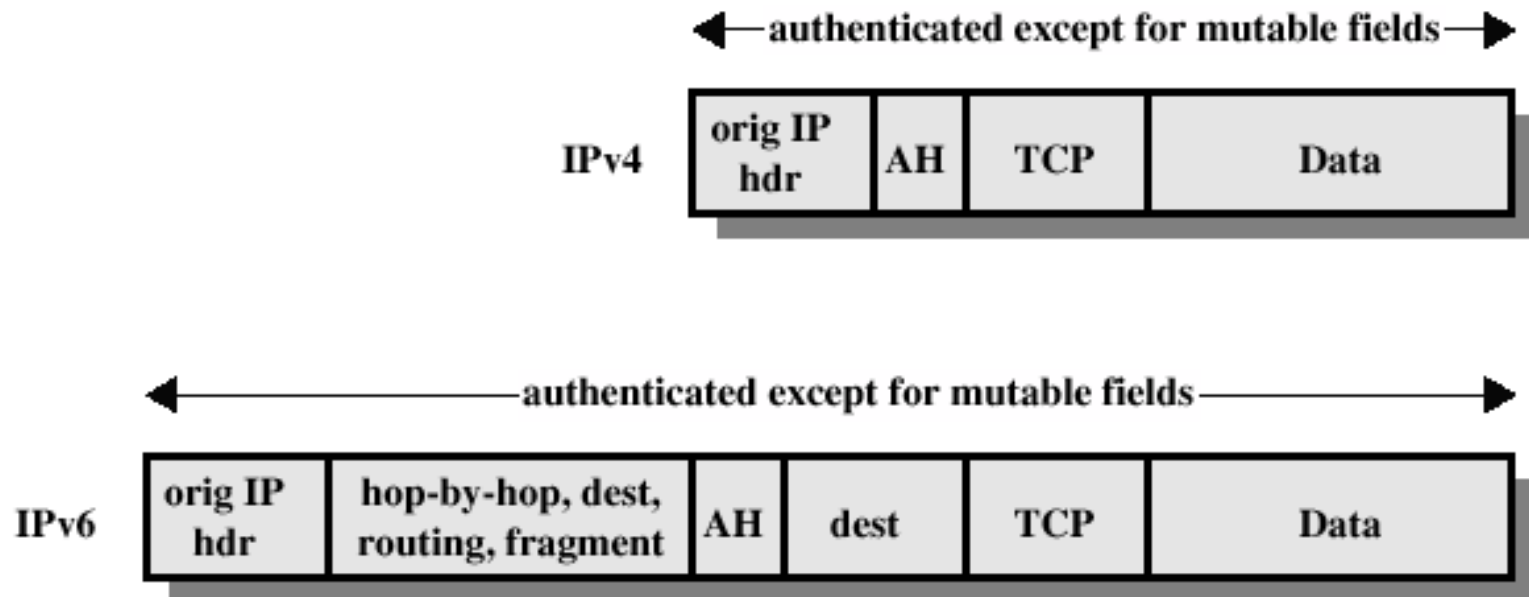 authenticated except for mutable fields
IPv4
orig IP
hdr
AH
TCP
Data
authenticated except for mutable fields
IPv6
orig IP
hdr
hop-by-hop, dest,
routing, fragment
AH
dest
TCP
Data